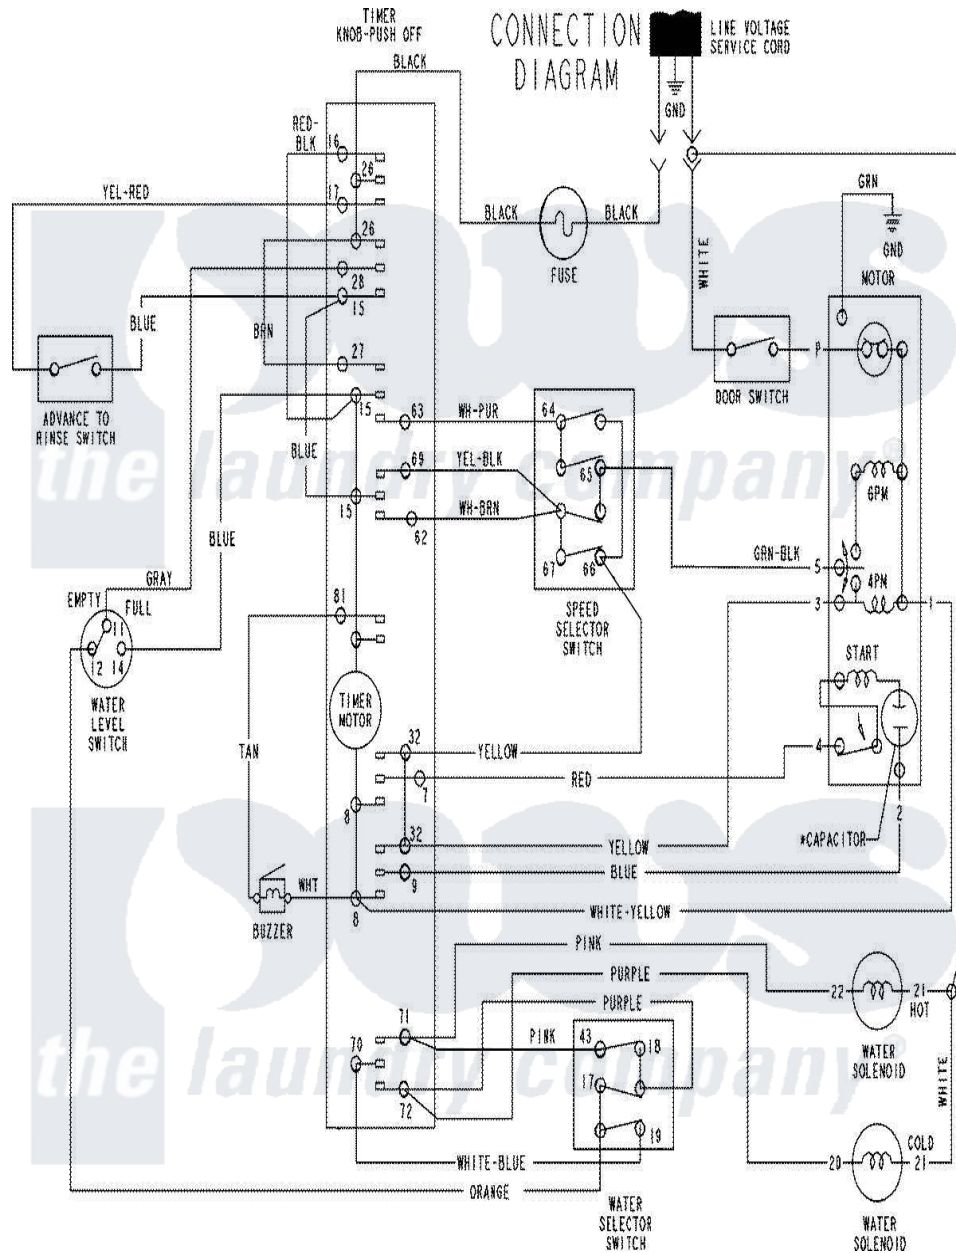 TIMER
KNOB-PUSH OFF
CONNECTION
DIAGRAM
LINE VOLTAGE
SERVICE CORD
BLACK
GND
RED-
BLK
16
26
YEL-RED
17
GRN
BLACK
BLACK
26
GND
FUSE
WHITE
MOTOR
28
15
BLUE
BRN
27
P
DOOR SWITCH
ADVANCE TO
RINSE SWITCH
15
63
WH-PUR
64
BLUE
69
YEL-BLK
65
6PM
15
WH-BRN
62
BLUE
GRN-BLK
67
66
5
4PM
GRAY
EMPTY
FULL
81
3
1
11
12
14
SPEED
SELECTOR
SWITCH
START
WATER
LEVEL
SWITCH
TIMER
MOTOR
TAN
32
YELLOW
4
RED
7
8
2
32
YELLOW
*CAPACITOR
BLUE
9
WHT
8
WHITE-YELLOW
BUZZER
PINK
PURPLE
22
21
HOT
PURPLE
71
PINK
43
18
70
WATER
SOLENOID
17
72
WHITE
19
COLD
WHITE-BLUE
20
21
ORANGE
WATER
SELECTOR
SWITCH
WATER
SOLENOID
the laundry company®
the laundry company®